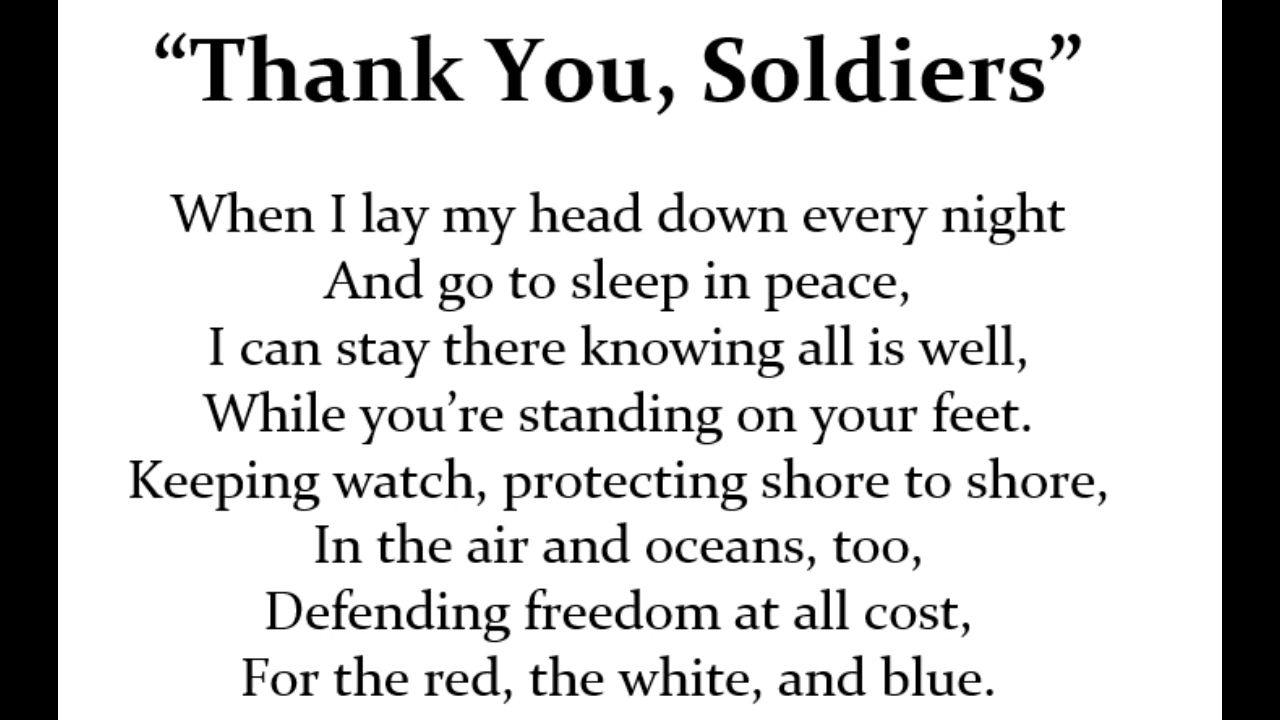 “Thank You, Soldiers”
When I lay my head down every night
And go to sleep in peace,
I can stay there knowing all is well,
While you’re standing on your feet.
Keeping watch, protecting shore to shore,
In the air and oceans, too,
Defending freedom at all cost,
For the red, the white, and blue.